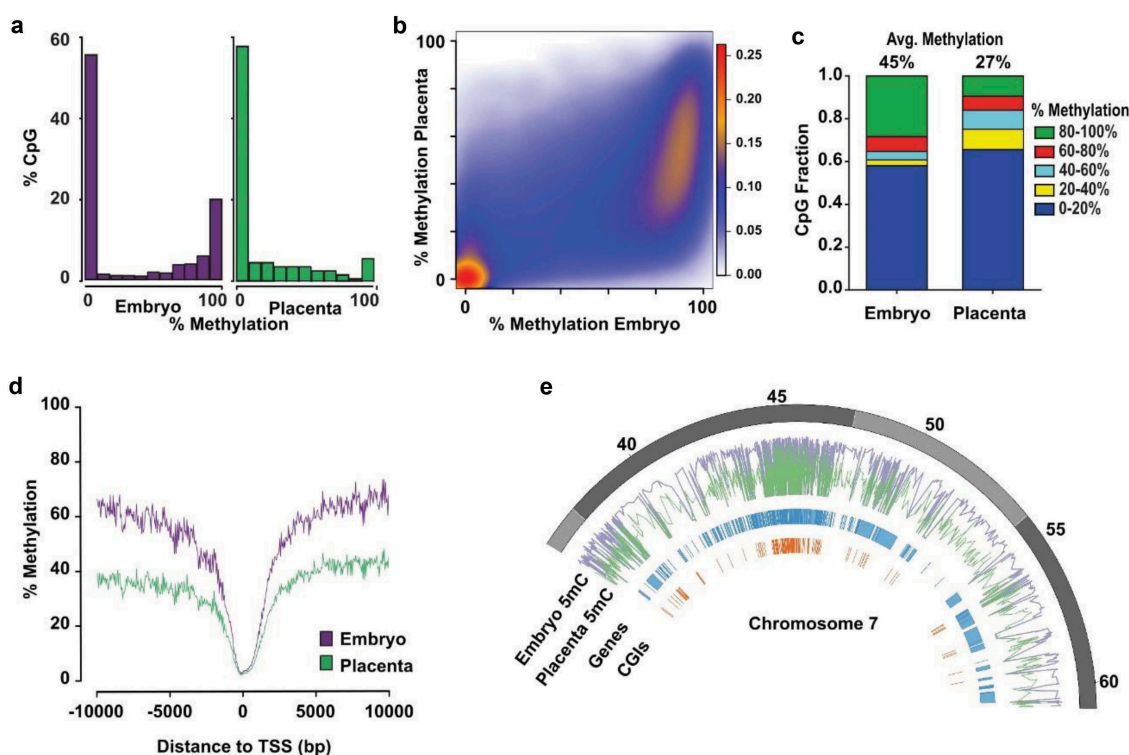 a
60
40
20
0
% CpG
0
100
0
100
Embryo
Placenta
% Methylation
b
100
0
% Methylation Placenta
0
100
% Methylation Embryo
0.25
0.20
0.15
0.10
0.05
0.00
c
Avg. Methylation
45%
27%
1.0
0.8
0.6
0.4
0.2
0.0
CpG Fraction
Embryo
Placenta
% Methylation
80-100%
60-80%
40-60%
20-40%
0-20%
d
100
80
60
40
20
0
% Methylation
Embryo
Placenta
-10000
-5000
0
5000
10000
Distance to TSS (bp)
e
40
45
50
55
60
Embryo 5mC
Placenta 5mC
Genes
CGIs
Chromosome 7